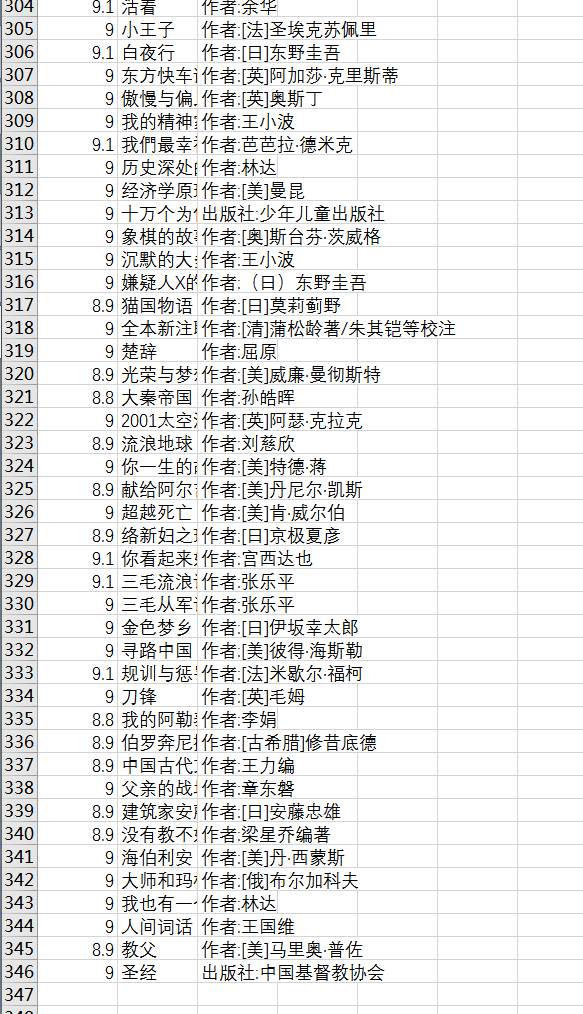 304 9.1 活着 作者:余华
305 9 小王子 作者:[法]圣埃克苏佩里
306 9.1 白夜行 作者:[日]东野圭吾
307 9 东方快车 作者:[英]阿加莎·克里斯蒂
308 9 傲慢与偏 作者:[英]奥斯丁
309 9 我的精神 作者:王小波
310 9.1 我們最幸 作者:芭芭拉·德米克
311 9 历史深处 作者:林达
312 9 经济学原 作者:[美]曼昆
313 9 十万个为 出版社:少年儿童出版社
314 9 象棋的故 作者:[奥]斯台芬·茨威格
315 9 沉默的大 作者:王小波
316 9 嫌疑人X的 作者:（日）东野圭吾
317 8.9 猫国物语 作者:[日]莫莉蓟野
318 9 全本新注 作者:[清]蒲松龄著/朱其铠等校注
319 9 楚辞 作者:屈原
320 8.9 光荣与梦 作者:[美]威廉·曼彻斯特
321 8.8 大秦帝国 作者:孙皓晖
322 9 2001太空 作者:[英]阿瑟·克拉克
323 8.9 流浪地球 作者:刘慈欣
324 9 你一生的 作者:[美]特德·蒋
325 8.9 献给阿尔 作者:[美]丹尼尔·凯斯
326 9 超越死亡 作者:[美]肯·威尔伯
327 8.9 络新妇之 作者:[日]京极夏彦
328 9.1 你看起来 作者:宫西达也
329 9.1 三毛流浪 作者:张乐平
330 9 三毛从军 作者:张乐平
331 9 金色梦乡 作者:[日]伊坂幸太郎
332 9 寻路中国 作者:[美]彼得·海斯勒
333 9.1 规训与惩 作者:[法]米歇尔·福柯
334 9 刀锋 作者:[英]毛姆
335 8.8 我的阿勒 作者:李娟
336 8.9 伯罗奔尼 作者:[古希腊]修昔底德
337 8.9 中国古代 作者:王力编
338 9 父亲的战 作者:章东磐
339 8.9 建筑家安 作者:[日]安藤忠雄
340 8.9 没有教不 作者:梁星乔编著
341 9 海伯利安 作者:[美]丹·西蒙斯
342 9 大师和玛 作者:[俄]布尔加科夫
343 9 我也有一 作者:林达
344 9 人间词话 作者:王国维
345 8.9 教父 作者:[美]马里奥·普佐
346 9 圣经 出版社:中国基督教协会
347